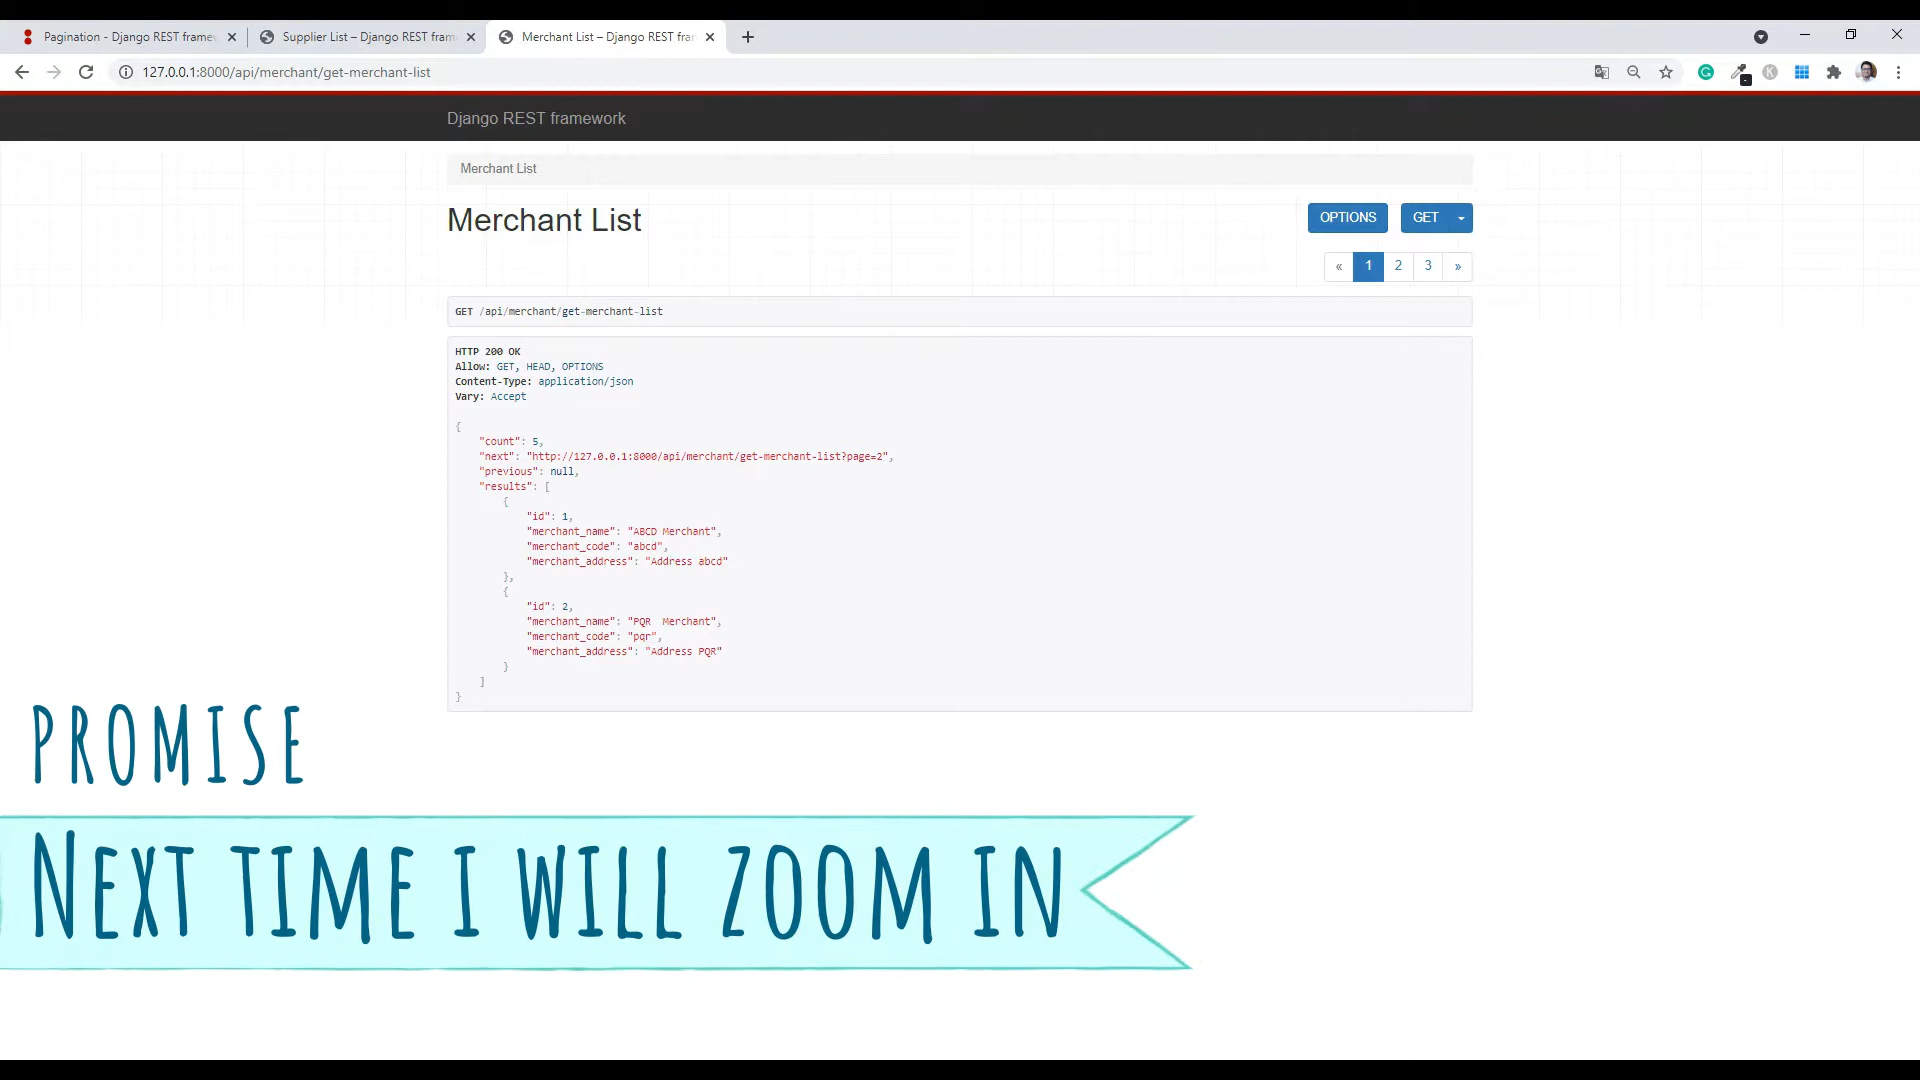 Pagination - Django REST framew
Supplier List – Django REST fram
Merchant List – Django REST fra
127.0.0.1:8000/api/merchant/get-merchant-list
Django REST framework
Merchant List
Merchant List
OPTIONS
GET
« 1 2 3 »
GET /api/merchant/get-merchant-list
HTTP 200 OK
Allow: GET, HEAD, OPTIONS
Content-Type: application/json
Vary: Accept
{
"count": 5,
"next": "http://127.0.0.1:8000/api/merchant/get-merchant-list?page=2",
"previous": null,
"results": [
{
"id": 1,
"merchant_name": "ABCD Merchant",
"merchant_code": "abcd",
"merchant_address": "Address abcd"
},
{
"id": 2,
"merchant_name": "PQR  Merchant",
"merchant_code": "pqr",
"merchant_address": "Address PQR"
}
]
}
PROMISE
NEXT TIME I WILL ZOOM IN